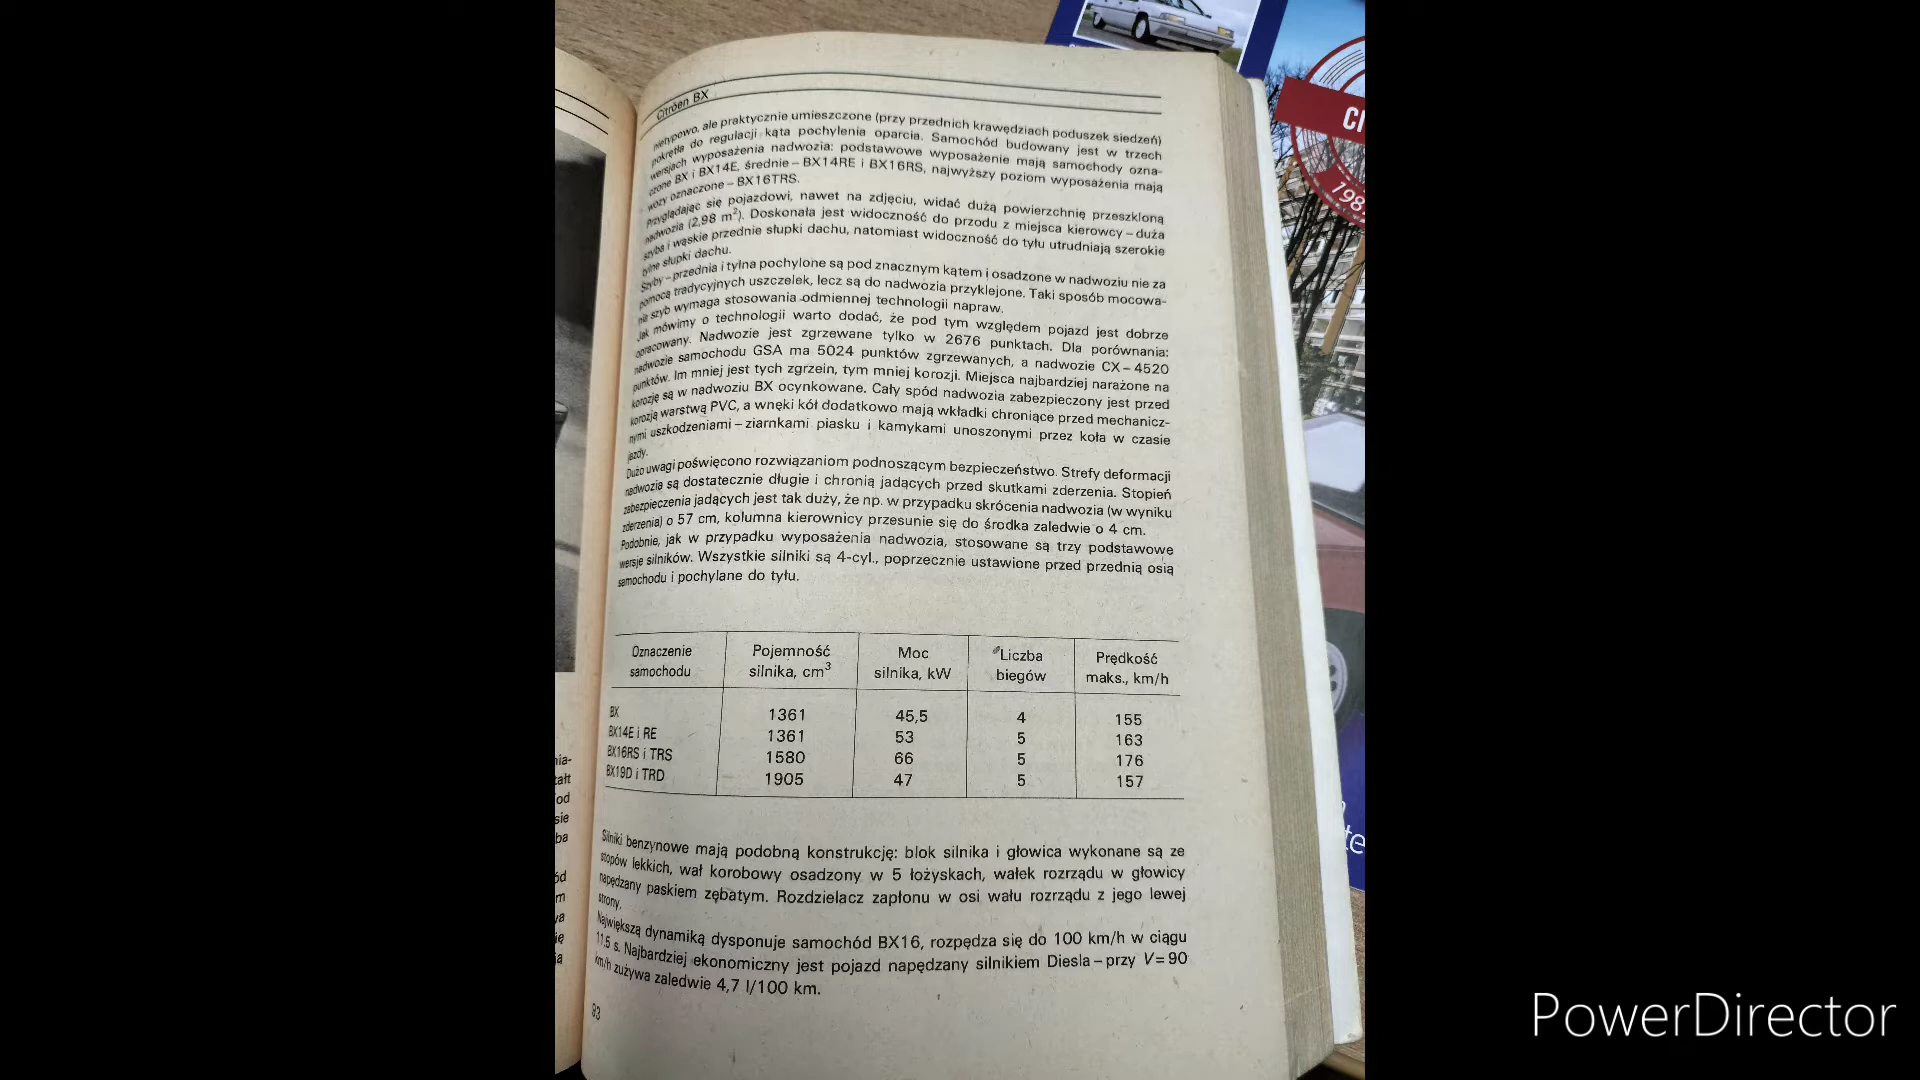 Citröen BX
nietypowo, ale praktycznie umieszczone (przy przednich krawędziach poduszek siedzeń)
pokrętła do regulacji kąta pochylenia oparcia. Samochód budowany jest w trzech
wersjach wyposażenia nadwozia: podstawowe wyposażenie mają samochody ozna-
czone BX i BX14E, średnie – BX14RE i BX16RS, najwyższy poziom wyposażenia mają
wozy oznaczone – BX16TRS.
Przyglądając się pojazdowi, nawet na zdjęciu, widać dużą powierzchnię przeszkloną
nadwozia (2,98 m²). Doskonała jest widoczność do przodu z miejsca kierowcy – duża
szyba i wąskie przednie słupki dachu, natomiast widoczność do tyłu utrudniają szerokie
tylne słupki dachu.
Szyby – przednia i tylna pochylone są pod znacznym kątem i osadzone w nadwoziu nie za
pomocą tradycyjnych uszczelek, lecz są do nadwozia przyklejone. Taki sposób mocowa-
nia szyb wymaga stosowania odmiennej technologii napraw.
Jak mówimy o technologii warto dodać, że pod tym względem pojazd jest dobrze
opracowany. Nadwozie jest zgrzewane tylko w 2676 punktach. Dla porównania:
nadwozie samochodu GSA ma 5024 punktów zgrzewanych, a nadwozie CX – 4520
punktów. Im mniej jest tych zgrzein, tym mniej korozji. Miejsca najbardziej narażone na
korozję są w nadwoziu BX ocynkowane. Cały spód nadwozia zabezpieczony jest przed
korozją warstwą PVC, a wnęki kół dodatkowo mają wkładki chroniące przed mechanicz-
nymi uszkodzeniami – ziarnkami piasku i kamykami unoszonymi przez koła w czasie
jazdy.
Dużo uwagi poświęcono rozwiązaniom podnoszącym bezpieczeństwo. Strefy deformacji
nadwozia są dostatecznie długie i chronią jadących przed skutkami zderzenia. Stopień
zabezpieczenia jadących jest tak duży, że np. w przypadku skrócenia nadwozia (w wyniku
zderzenia) o 57 cm, kolumna kierownicy przesunie się do środka zaledwie o 4 cm.
Podobnie, jak w przypadku wyposażenia nadwozia, stosowane są trzy podstawowe
wersje silników. Wszystkie silniki są 4-cyl., poprzecznie ustawione przed przednią osią
samochodu i pochylane do tyłu.
Oznaczenie samochodu Pojemność silnika, cm³ Moc silnika, kW Liczba biegów Prędkość maks., km/h
BX 1361 45,5 4 155
BX14E i RE 1361 53 5 163
BX16RS i TRS 1580 66 5 176
BX19D i TRD 1905 47 5 157
Silniki benzynowe mają podobną konstrukcję: blok silnika i głowica wykonane są ze
stopów lekkich, wał korobowy osadzony w 5 łożyskach, wałek rozrządu w głowicy
napędzany paskiem zębatym. Rozdzielacz zapłonu w osi wału rozrządu z jego lewej
strony.
Największą dynamiką dysponuje samochód BX16, rozpędza się do 100 km/h w ciągu
11,5 s. Najbardziej ekonomiczny jest pojazd napędzany silnikiem Diesla – przy V = 90
km/h zużywa zaledwie 4,7 l/100 km.
83
PowerDirector